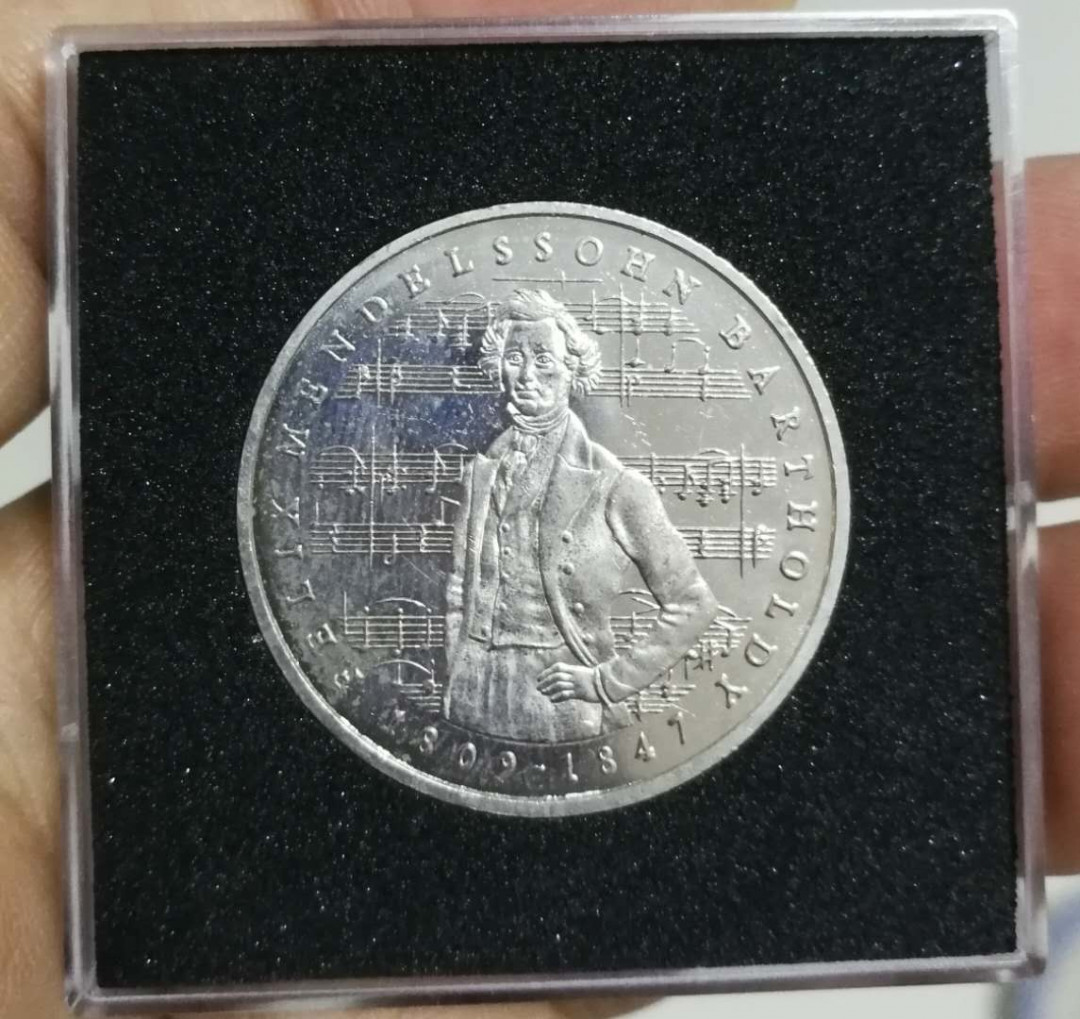 FELIX MENDELSSOHN BARTHOLDY
1809-1847